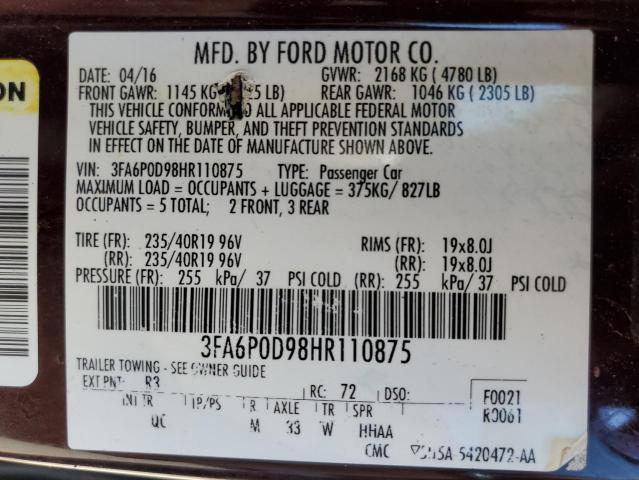 ON
MFD. BY FORD MOTOR CO.
DATE: 04/16 GVWR: 2168 KG ( 4780 LB)
FRONT GAWR: 1145 KG 5 LB) REAR GAWR: 1046 KG ( 2305 LB)
THIS VEHICLE CONFORM TO ALL APPLICABLE FEDERAL MOTOR
VEHICLE SAFETY, BUMPER, AND THEFT PREVENTION STANDARDS
IN EFFECT ON THE DATE OF MANUFACTURE SHOWN ABOVE.
VIN: 3FA6P0D98HR110875 TYPE: Passenger Car
MAXIMUM LOAD = OCCUPANTS + LUGGAGE = 375KG/ 827LB
OCCUPANTS = 5 TOTAL; 2 FRONT, 3 REAR
TIRE (FR): 235/40R19 96V RIMS (FR): 19x8.0J
(RR): 235/40R19 96V (RR): 19x8.0J
PRESSURE (FR): 255 kPa/ 37 PSI COLD (RR): 255 kPa/ 37 PSI COLD
3FA6P0D98HR110875
TRAILER TOWING - SEE OWNER GUIDE
EXT PNT: R3 RC: 72 DSO: F0021
R0061
INT TR TP/PS R AXLE TR SPR
QC M 33 W HHAA
CMC 5420472-AA